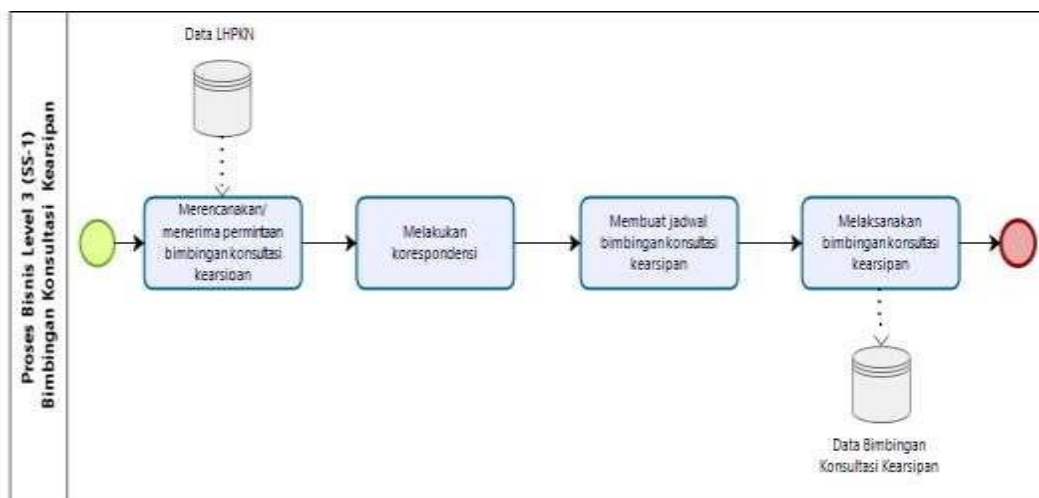 Proses Bisnis Level 3 (SS-1)
Bimbingan Konsultasi Kearsipan
Data LHPKN
Merencanakan/
menerima permintaan
bimbingan konsultasi
kearsipan
Melakukan
korespondensi
Membuat jadwal
bimbingan konsultasi
kearsipan
Melaksanakan
bimbingan konsultasi
kearsipan
Data Bimbingan
Konsultasi Kearsipan